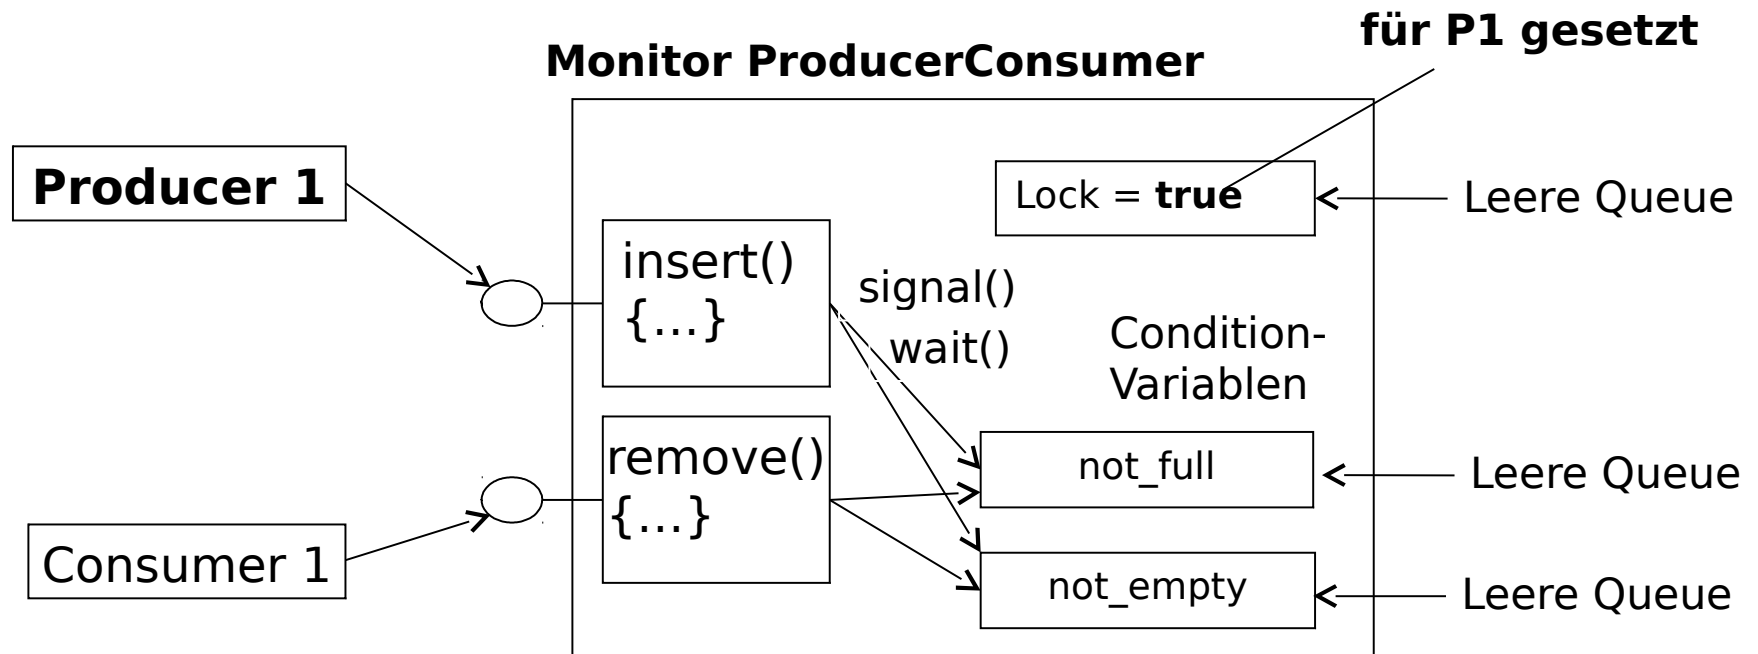 für P1 gesetzt
Monitor ProducerConsumer
Producer 1
Lock = true
Leere Queue
insert()
{...}
signal()
wait()
Condition-
Variablen
remove()
{...}
not_full
Leere Queue
Consumer 1
not_empty
Leere Queue